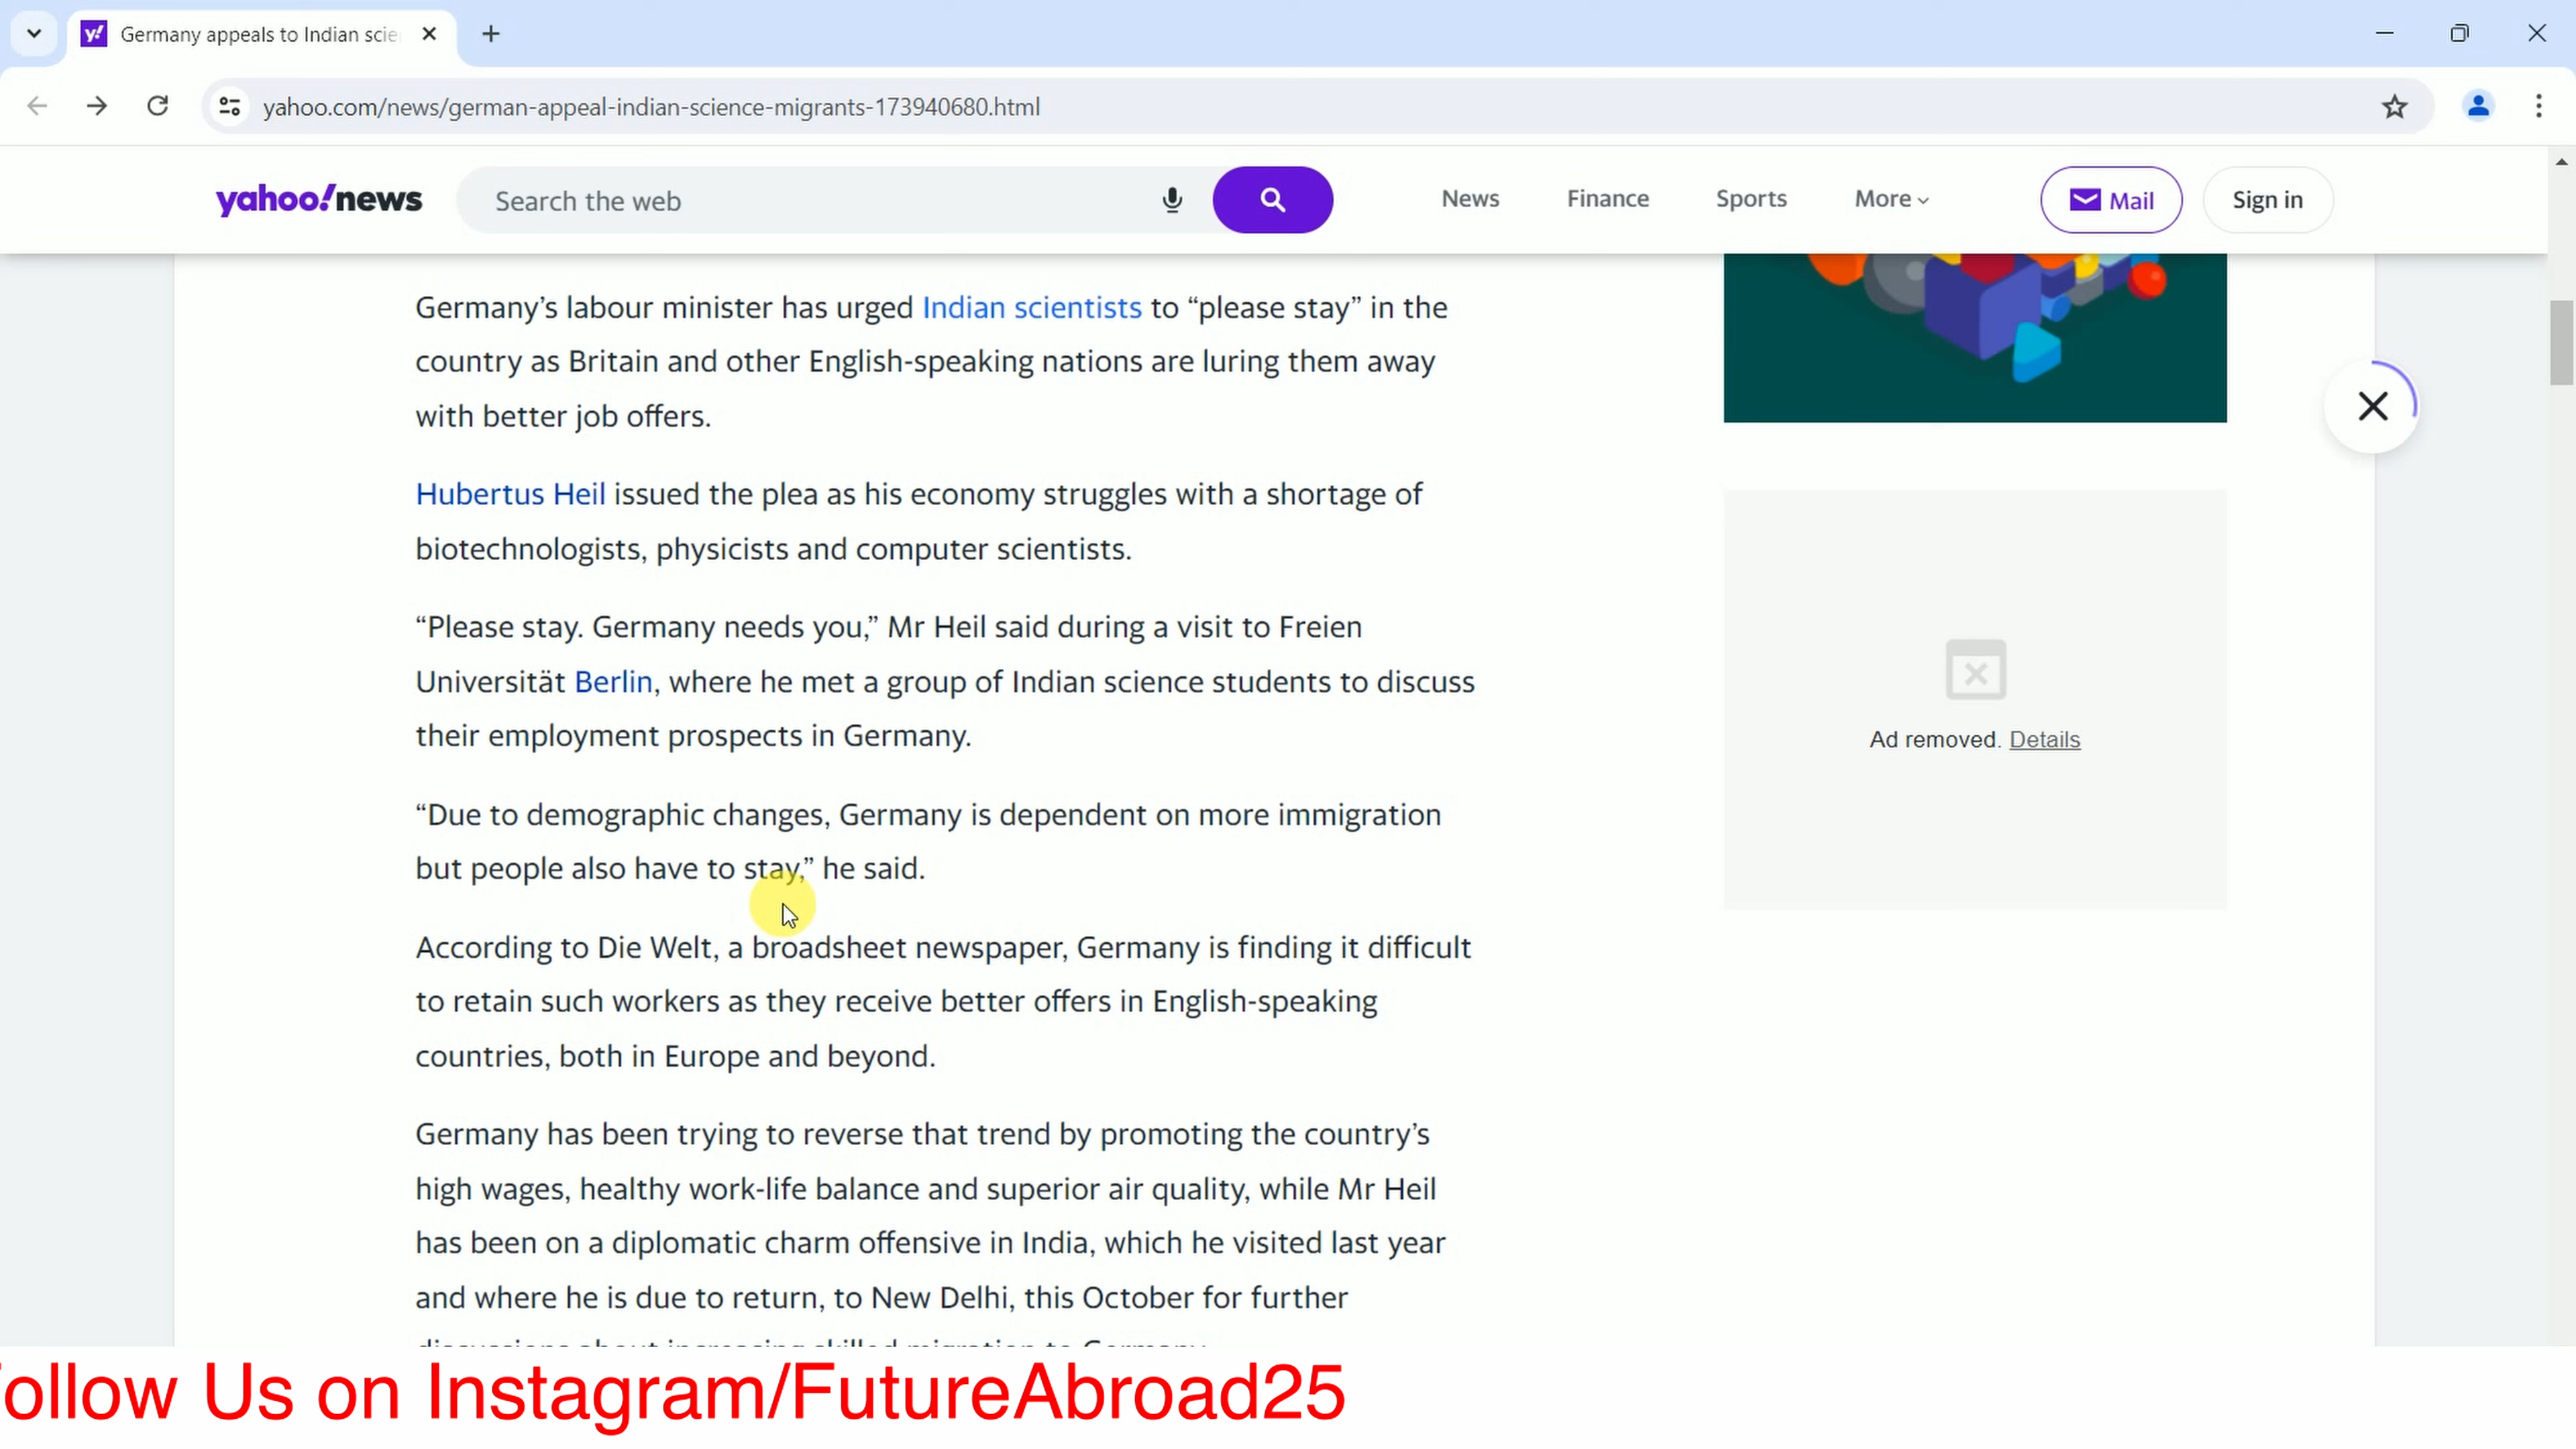 Germany appeals to Indian scie
yahoo.com/news/german-appeal-indian-science-migrants-173940680.html
yahoo!news
Search the web
News
Finance
Sports
More
Mail
Sign in
Germany’s labour minister has urged Indian scientists to “please stay” in the
country as Britain and other English-speaking nations are luring them away
with better job offers.
Hubertus Heil issued the plea as his economy struggles with a shortage of
biotechnologists, physicists and computer scientists.
“Please stay. Germany needs you,” Mr Heil said during a visit to Freien
Universität Berlin, where he met a group of Indian science students to discuss
their employment prospects in Germany.
“Due to demographic changes, Germany is dependent on more immigration
but people also have to stay,” he said.
According to Die Welt, a broadsheet newspaper, Germany is finding it difficult
to retain such workers as they receive better offers in English-speaking
countries, both in Europe and beyond.
Germany has been trying to reverse that trend by promoting the country’s
high wages, healthy work-life balance and superior air quality, while Mr Heil
has been on a diplomatic charm offensive in India, which he visited last year
and where he is due to return, to New Delhi, this October for further
discussions about increasing skilled migration to Germany.
Ad removed. Details
ollow Us on Instagram/FutureAbroad25